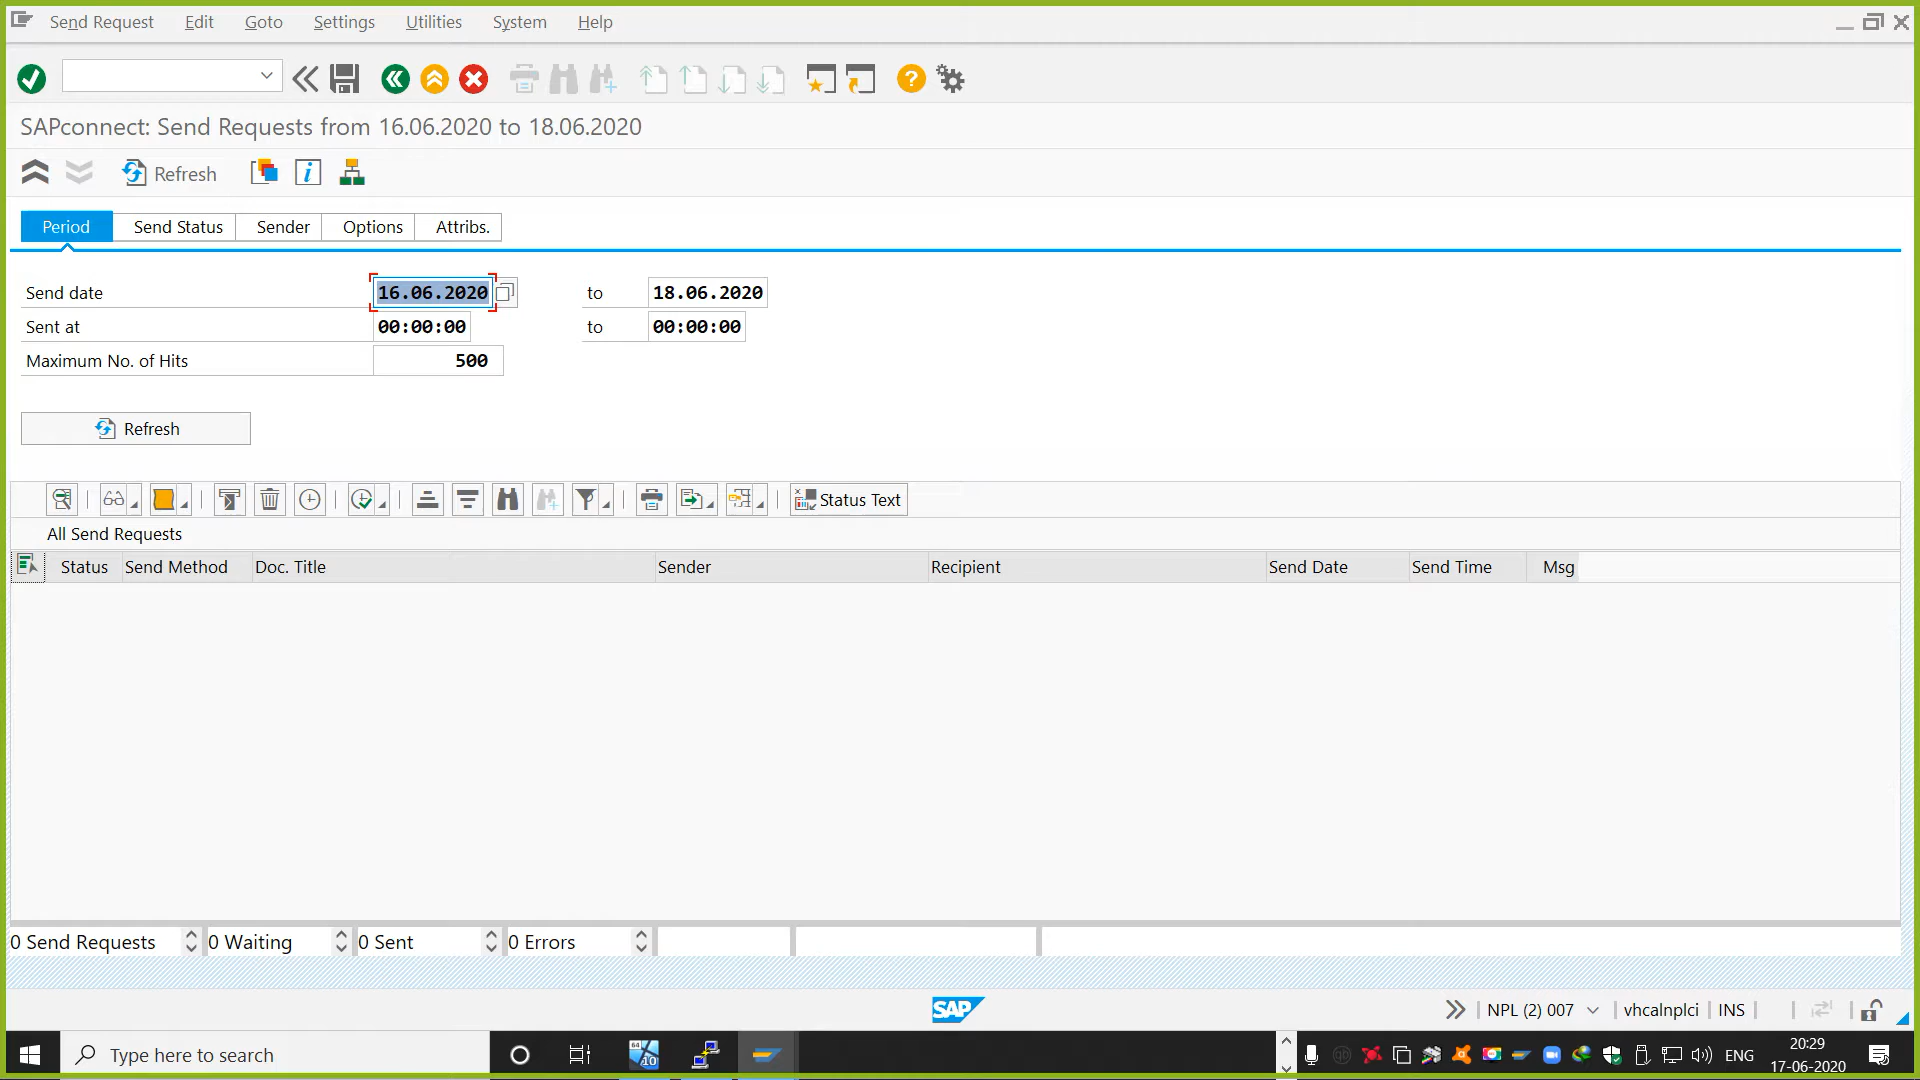 Send Request Edit Goto Settings Utilities System Help
SAPconnect: Send Requests from 16.06.2020 to 18.06.2020
Refresh
Period Send Status Sender Options Attribs.
Send date 16.06.2020 to 18.06.2020
Sent at 00:00:00 to 00:00:00
Maximum No. of Hits 500
Refresh
Status Text
All Send Requests
Status Send Method Doc. Title Sender Recipient Send Date Send Time Msg
0 Send Requests 0 Waiting 0 Sent 0 Errors
SAP NPL (2) 007 vhcalnplci INS
Type here to search 64 10 ENG 20:29
17-06-2020